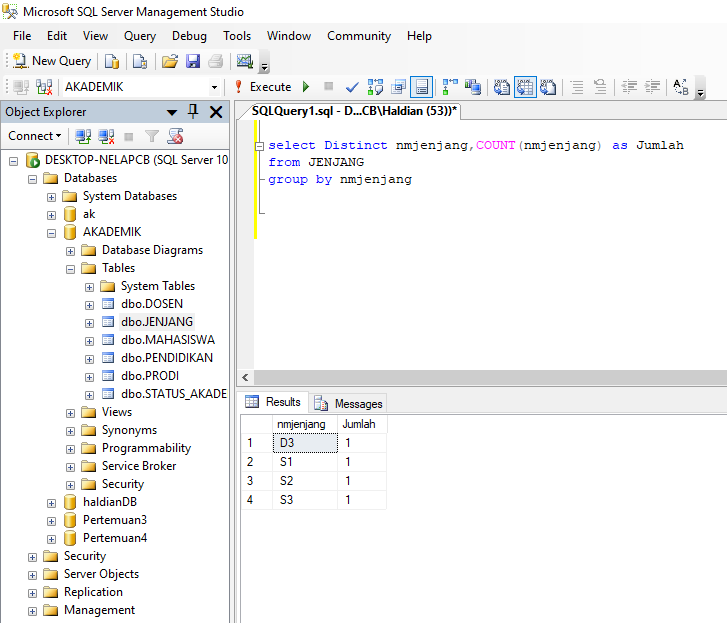 Microsoft SQL Server Management Studio
File Edit View Query Debug Tools Window Community Help
New Query
AKADEMIK Execute
Object Explorer
Connect
DESKTOP-NELAPCB (SQL Server 10
Databases
System Databases
ak
AKADEMIK
Database Diagrams
Tables
System Tables
dbo.DOSEN
dbo.JENJANG
dbo.MAHASISWA
dbo.PENDIDIKAN
dbo.PRODI
dbo.STATUS_AKADE
Views
Synonyms
Programmability
Service Broker
Security
haldianDB
Pertemuan3
Pertemuan4
Security
Server Objects
Replication
Management
SQLQuery1.sql - D...CB\Haldian (53))*
select Distinct nmjenjang,COUNT(nmjenjang) as Jumlah
from JENJANG
group by nmjenjang
Results Messages
nmjenjang Jumlah
1 D3 1
2 S1 1
3 S2 1
4 S3 1